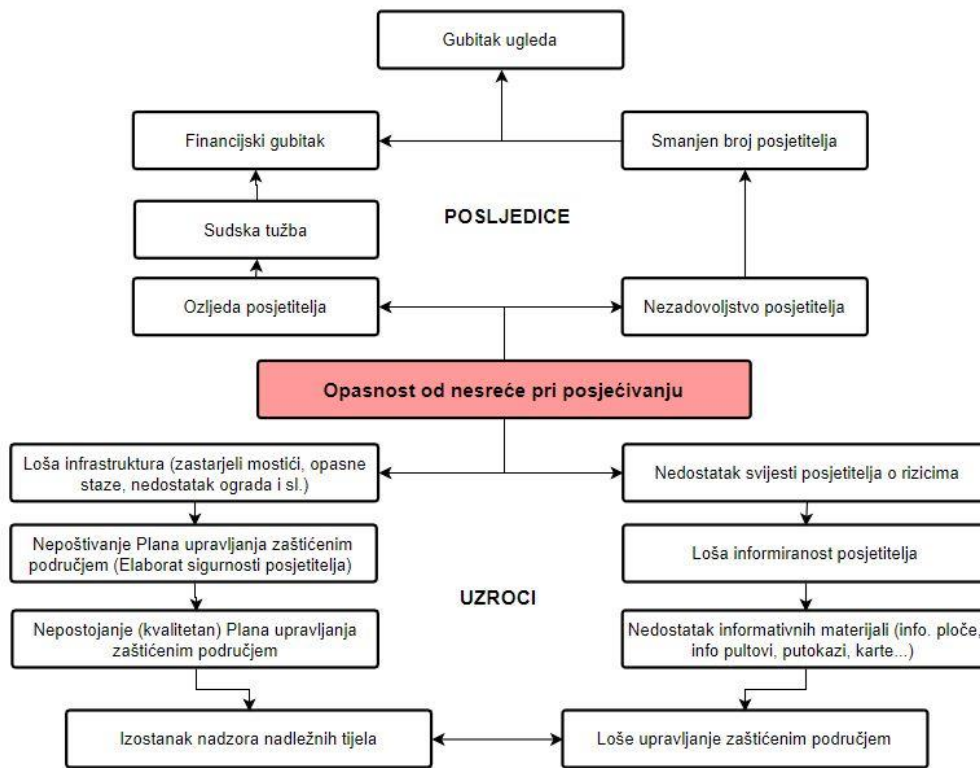 Gubitak ugleda
Financijski gubitak
Smanjen broj posjetitelja
Sudska tužba
POSLJEDICE
Ozljeda posjetitelja
Nezadovoljstvo posjetitelja
Opasnost od nesreće pri posjećivanju
Loša infrastruktura (zastarjeli mostići, opasne
staze, nedostatak ograda i sl.)
Nedostatak svijesti posjetitelja o rizicima
Nepoštivanje Plana upravljanja zaštićenim
područjem (Elaborat sigurnosti posjetitelja)
Loša informiranost posjetitelja
UZROCI
Nepostojanje (kvalitetan) Plana upravljanja
zaštićenim područjem
Nedostatak informativnih materijali (info. ploče,
info pultovi, putokazi, karte...)
Izostanak nadzora nadležnih tijela
Loše upravljanje zaštićenim područjem